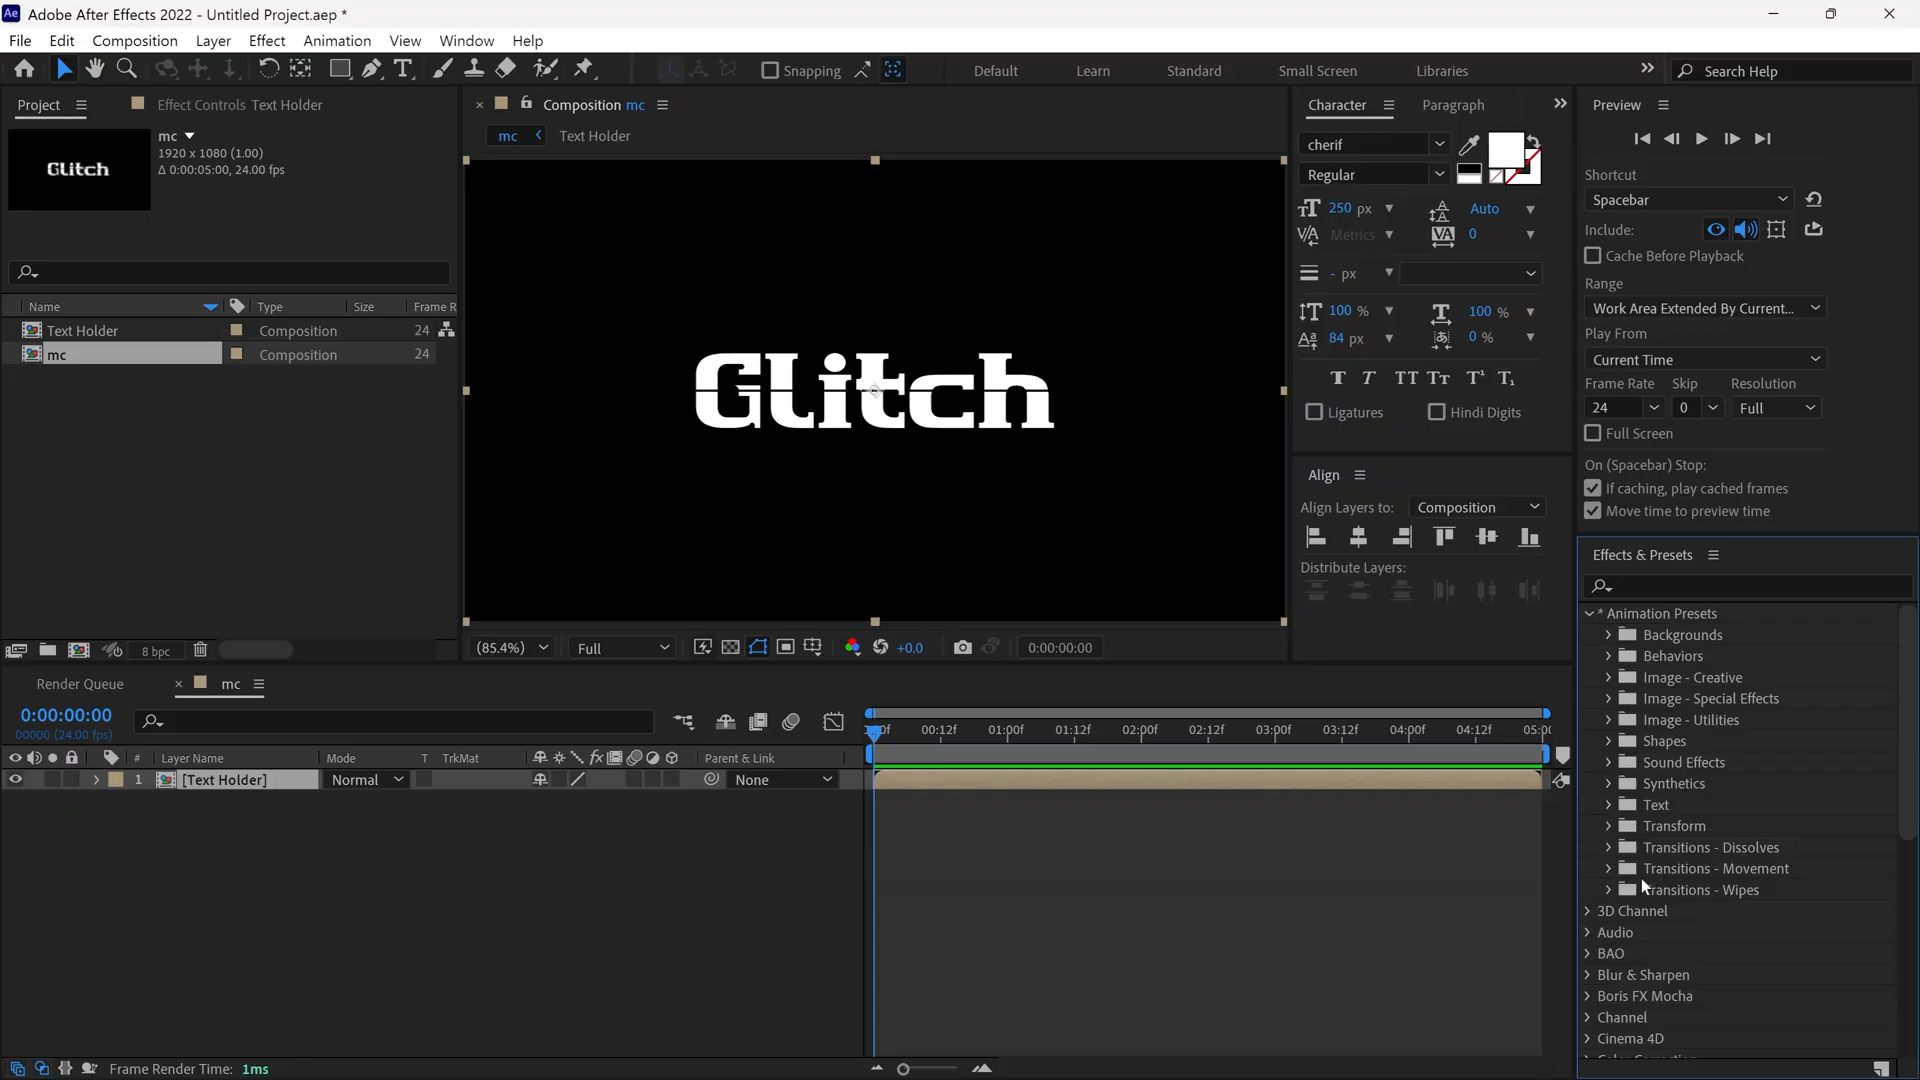 Adobe After Effects 2022 - Untitled Project.aep *
File Edit Composition Layer Effect Animation View Window Help
Snapping Default Learn Standard Small Screen Libraries Search Help
Project Effect Controls Text Holder
mc
1920 x 1080 (1.00)
Δ 0:00:05:00, 24.00 fps
Glitch
Name Type Size Frame R
Text Holder Composition 24
mc Composition 24
8 bpc
Composition mc
mc Text Holder
Glitch
(85.4%) Full +0.0 0:00:00:00
Character Paragraph
cherif
Regular
250 px Auto
Metrics 0
- px
100 % 100 %
84 px 0 %
Ligatures Hindi Digits
Align
Align Layers to: Composition
Distribute Layers:
Preview
Shortcut
Spacebar
Include:
Cache Before Playback
Range
Work Area Extended By Current...
Play From
Current Time
Frame Rate Skip Resolution
24 0 Full
Full Screen
On (Spacebar) Stop:
If caching, play cached frames
Move time to preview time
Effects & Presets
* Animation Presets
Backgrounds
Behaviors
Image - Creative
Image - Special Effects
Image - Utilities
Shapes
Sound Effects
Synthetics
Text
Transform
Transitions - Dissolves
Transitions - Movement
Transitions - Wipes
3D Channel
Audio
BAO
Blur & Sharpen
Boris FX Mocha
Channel
Cinema 4D
Render Queue mc
0:00:00:00
00000 (24.00 fps)
00f 00:12f 01:00f 01:12f 02:00f 02:12f 03:00f 03:12f 04:00f 04:12f 05:00
# Layer Name Mode T TrkMat Parent & Link
1 [Text Holder] Normal None
Frame Render Time: 1ms